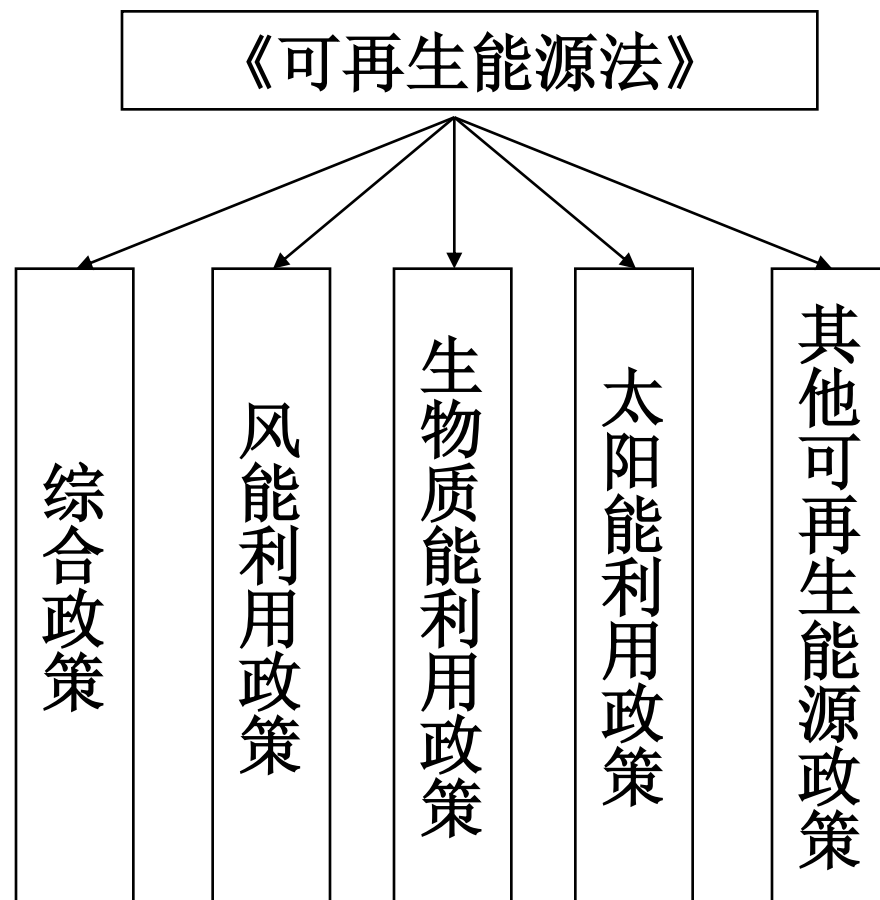 《可再生能源法》
综合政策
风能利用政策
生物质能利用政策
太阳能利用政策
其他可再生能源政策